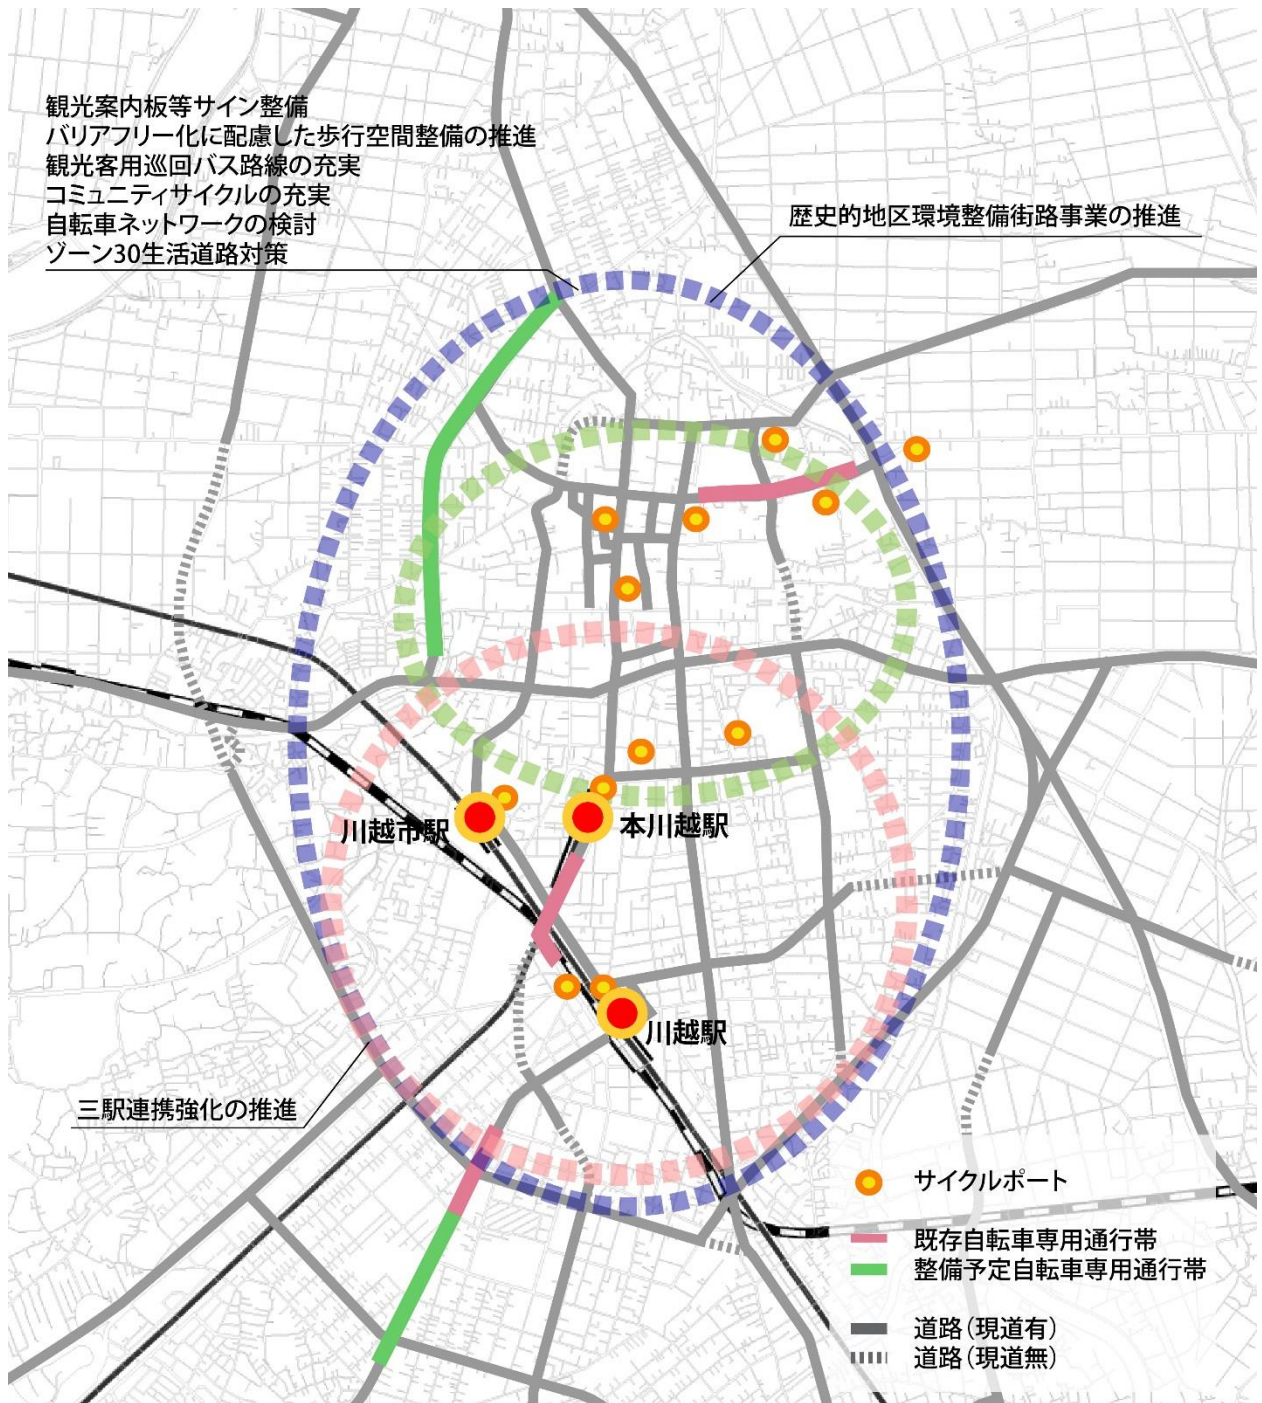 観光案内板等サイン整備
バリアフリー化に配慮した歩行空間整備の推進
観光客用巡回バス路線の充実
コミュニティサイクルの充実
自転車ネットワークの検討
ゾーン30生活道路対策
歴史的地区環境整備街路事業の推進
川越市駅
本川越駅
川越駅
三駅連携強化の推進
サイクルポート
既存自転車専用通行帯
整備予定自転車専用通行帯
道路（現道有）
道路（現道無）